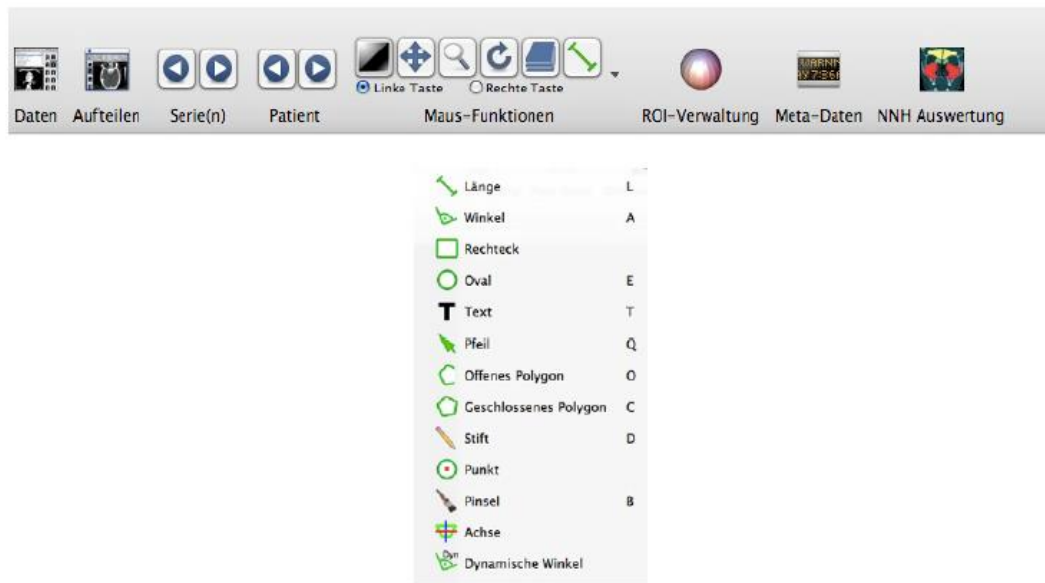 Linke Taste Rechte Taste
Daten Aufteilen Serie(n) Patient Maus-Funktionen ROI-Verwaltung Meta-Daten NNH Auswertung
Länge L
Winkel A
Rechteck
Oval E
T Text T
Pfeil Q
Offenes Polygon O
Geschlossenes Polygon C
Stift D
Punkt
Pinsel B
Achse
Dyn
Dynamische Winkel